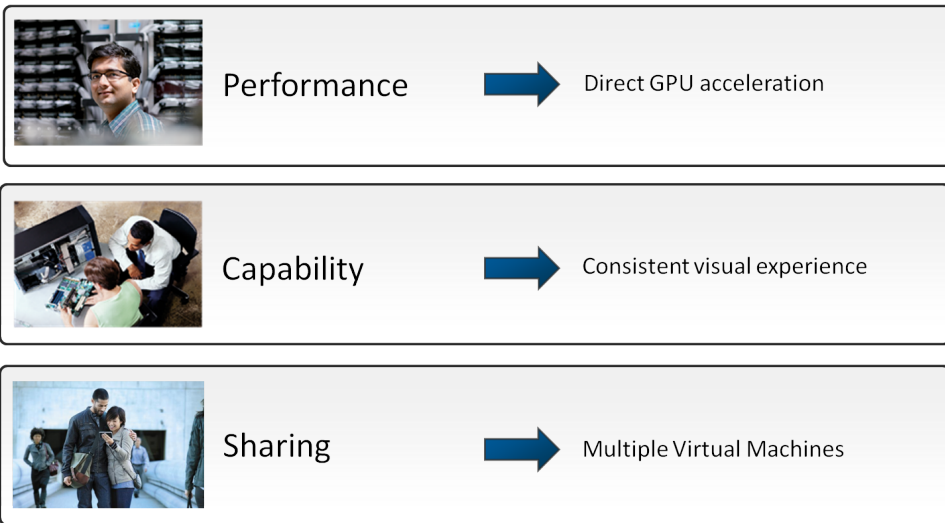 Performance
Direct GPU acceleration
Capability
Consistent visual experience
Sharing
Multiple Virtual Machines